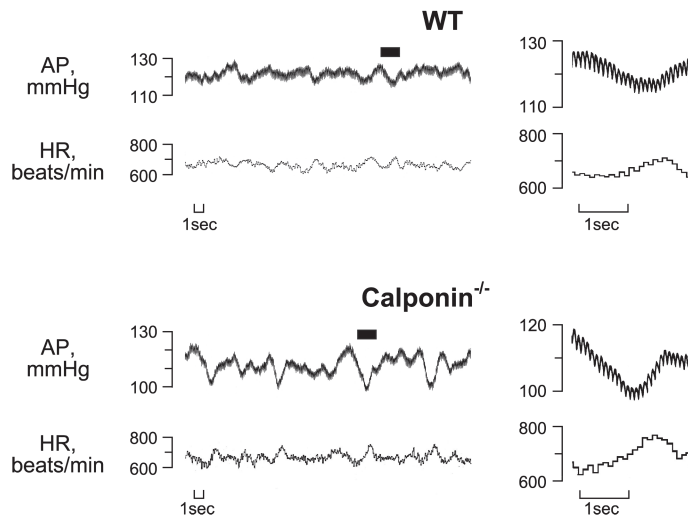 WT
AP,
mmHg
130
110
130
110
HR,
beats/min
800
600
800
600
1sec
1sec
Calponin-/-
AP,
mmHg
130
100
120
100
HR,
beats/min
800
600
800
600
1sec
1sec